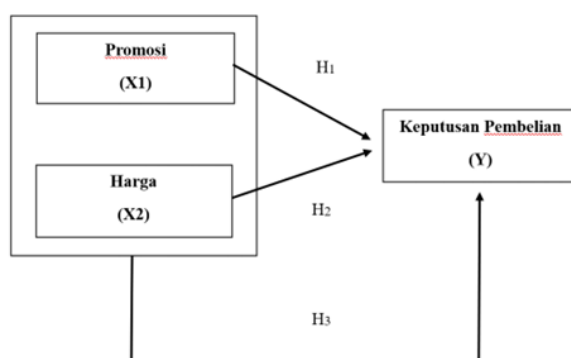 Promosi
(X1)
H1
Keputusan Pembelian
(Y)
Harga
(X2)
H2
H3